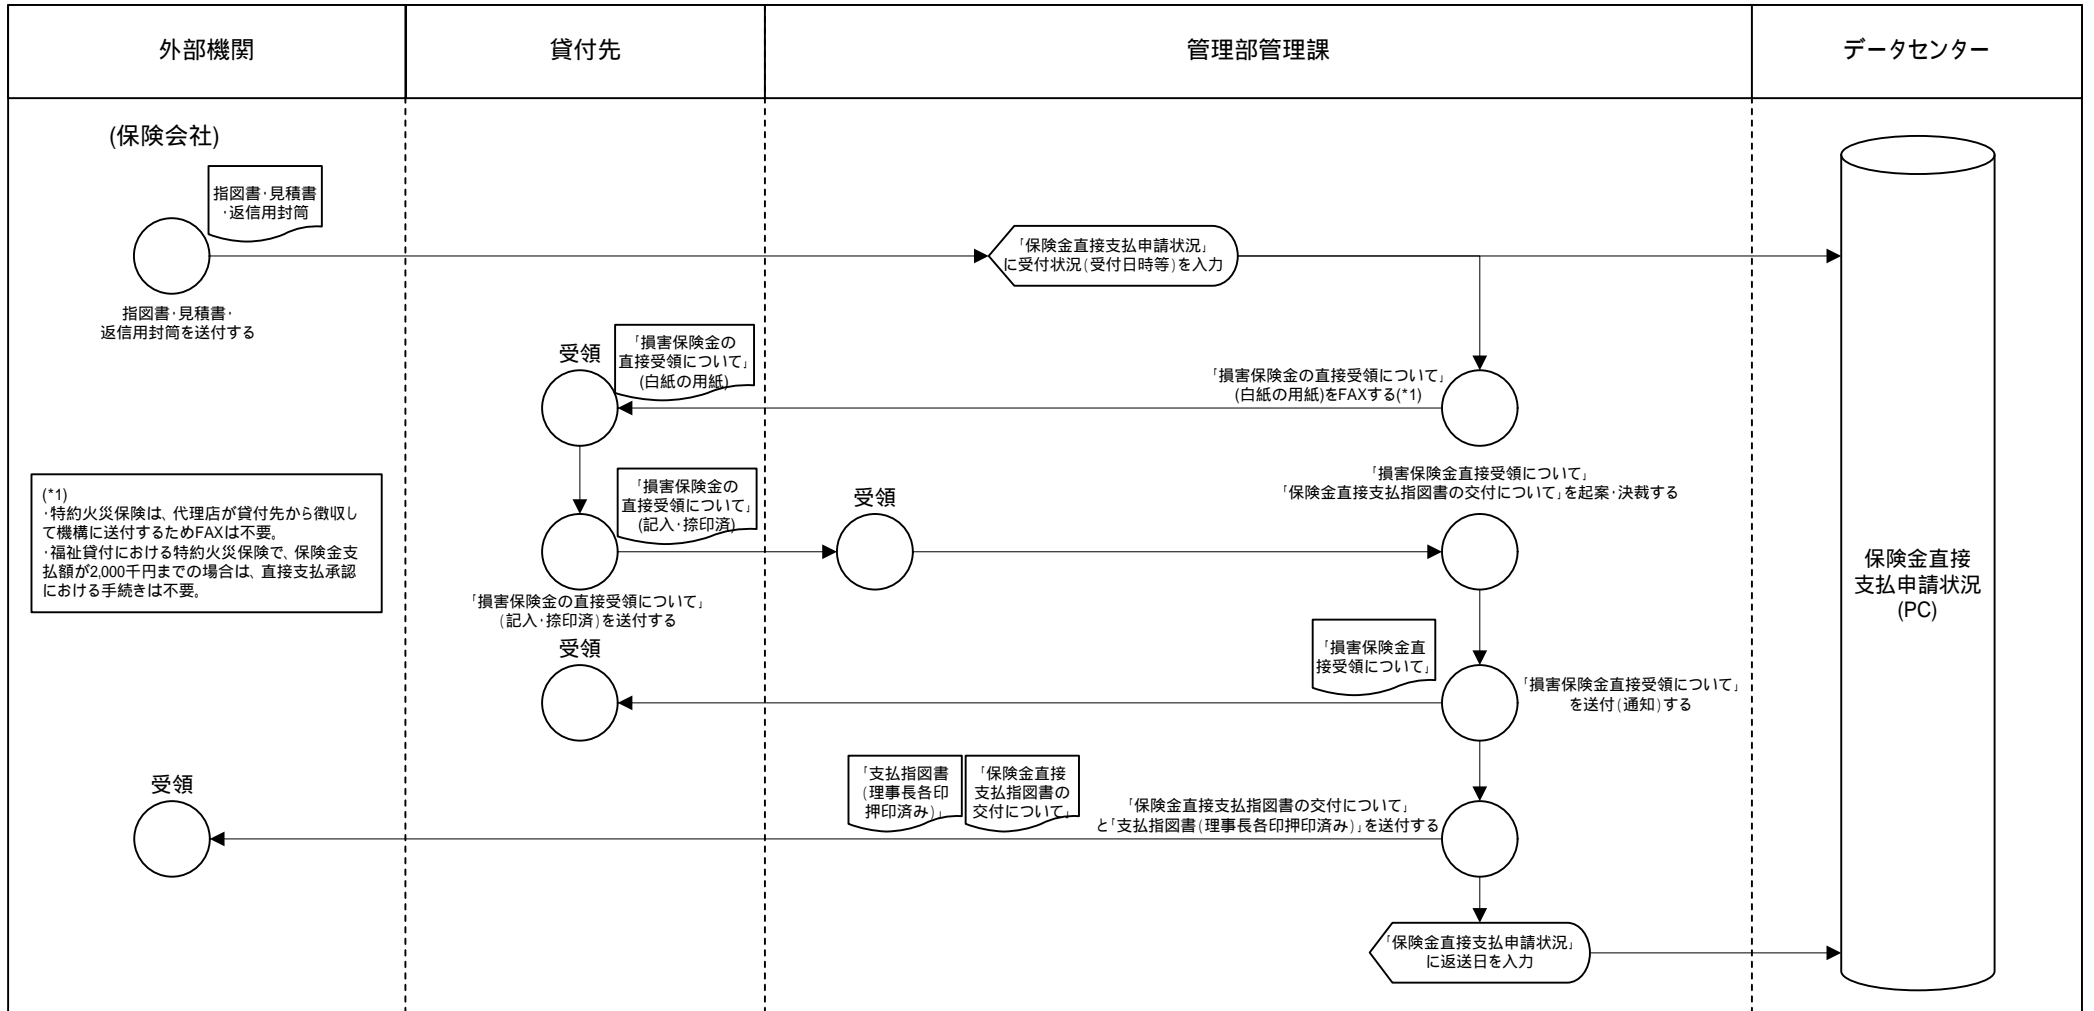 外部機関
貸付先
管理部管理課
データセンター
(保険会社)
指図書・見積書
・返信用封筒
指図書・見積書・
返信用封筒を送付する
「保険金直接支払申請状況」
に受付状況(受付日時等)を入力
受領
「損害保険金の
直接受領について」
(白紙の用紙)
「損害保険金の直接受領について」
(白紙の用紙)をFAXする(*1)
(*1)
・特約火災保険は、代理店が貸付先から徴収し
て機構に送付するためFAXは不要。
・福祉貸付における特約火災保険で、保険金支
払額が2,000千円までの場合は、直接支払承認
における手続きは不要。
「損害保険金の
直接受領について」
(記入・捺印済)
「損害保険金の直接受領について」
(記入・捺印済)を送付する
受領
「損害保険金直接受領について」
「保険金直接支払指図書の交付について」を起案・決裁する
保険金直接
支払申請状況
(PC)
受領
「損害保険金直
接受領について」
「損害保険金直接受領について」
を送付(通知)する
受領
「支払指図書
(理事長各印
押印済み)」
「保険金直接
支払指図書の
交付について」
「保険金直接支払指図書の交付について」
と「支払指図書(理事長各印押印済み)」を送付する
「保険金直接支払申請状況」
に返送日を入力